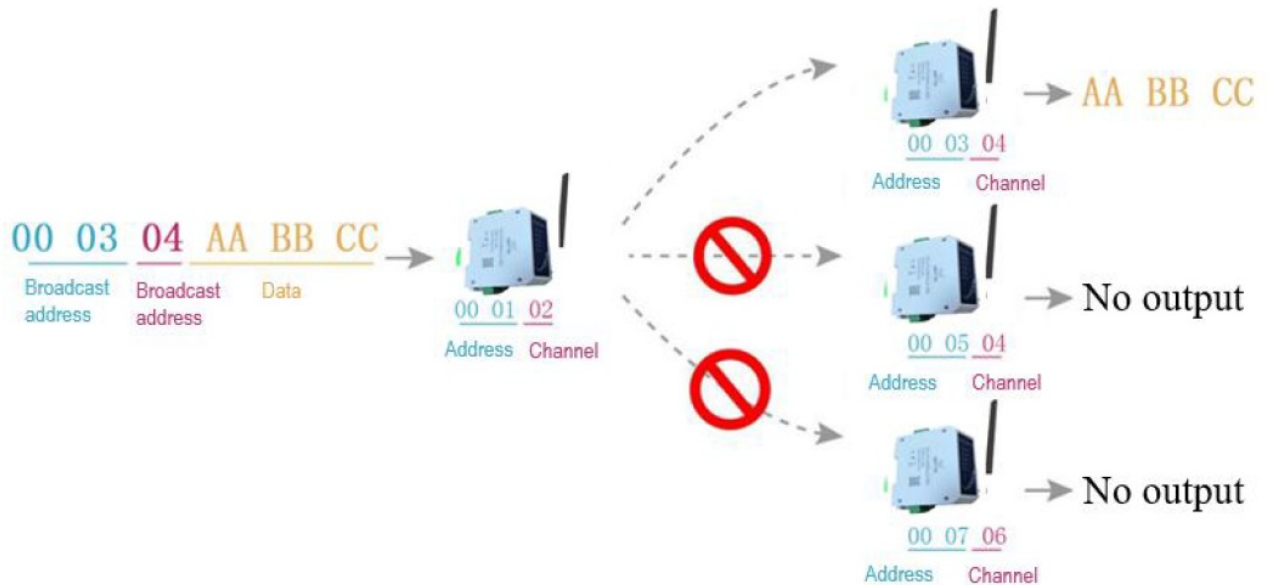 00 03 04 AA BB CC
Broadcast address
Broadcast address
Data
00 01 02
Address Channel
00 03 04
Address Channel
AA BB CC
00 05 04
Address Channel
No output
00 07 06
Address Channel
No output